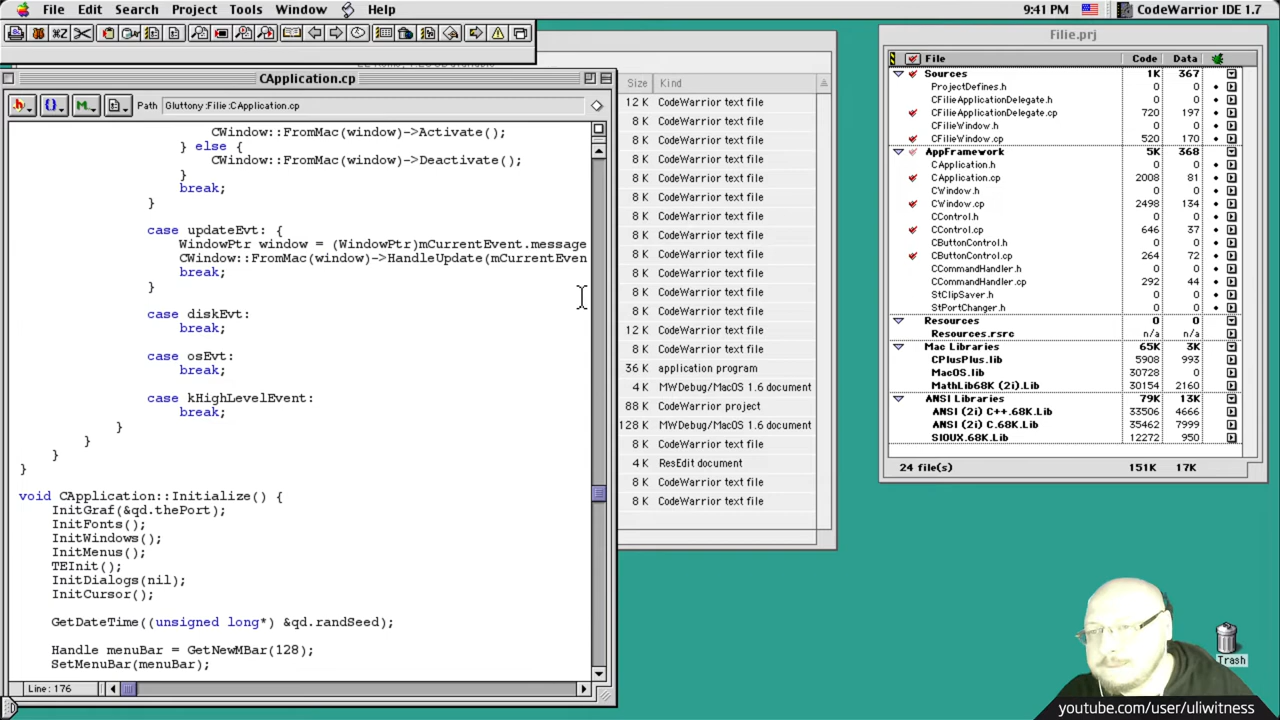 File Edit Search Project Tools Window Help
9:41 PM CodeWarrior IDE 1.7
CApplication.cp
Path Gluttony:Filie:CApplication.cp
CWindow::FromMac(window)->Activate();
} else {
CWindow::FromMac(window)->Deactivate();
}
break;
}
case updateEvt: {
WindowPtr window = (WindowPtr)mCurrentEvent.message
CWindow::FromMac(window)->HandleUpdate(mCurrentEven
break;
}
case diskEvt:
break;
case osEvt:
break;
case kHighLevelEvent:
break;
}
}
}
}
void CApplication::Initialize() {
InitGraf(&qd.thePort);
InitFonts();
InitWindows();
InitMenus();
TEInit();
InitDialogs(nil);
InitCursor();
GetDateTime((unsigned long*) &qd.randSeed);
Handle menuBar = GetNewMBar(128);
SetMenuBar(menuBar);
Line: 176
Size Kind
12 K CodeWarrior text file
8 K CodeWarrior text file
8 K CodeWarrior text file
8 K CodeWarrior text file
8 K CodeWarrior text file
8 K CodeWarrior text file
8 K CodeWarrior text file
8 K CodeWarrior text file
8 K CodeWarrior text file
8 K CodeWarrior text file
8 K CodeWarrior text file
8 K CodeWarrior text file
12 K CodeWarrior text file
8 K CodeWarrior text file
36 K application program
4 K MWDebug/MacOS 1.6 document
88 K CodeWarrior project
128 K MWDebug/MacOS 1.6 document
8 K CodeWarrior text file
4 K ResEdit document
8 K CodeWarrior text file
8 K CodeWarrior text file
Filie.prj
File Code Data
Sources 1K 367
ProjectDefines.h 0 0
CFilieApplicationDelegate.h 0 0
CFilieApplicationDelegate.cp 720 197
CFilieWindow.h 0 0
CFilieWindow.cp 520 170
AppFramework 5K 368
CApplication.h 0 0
CApplication.cp 2008 81
CWindow.h 0 0
CWindow.cp 2498 134
CControl.h 0 0
CControl.cp 646 37
CButtonControl.h 0 0
CButtonControl.cp 264 72
CCommandHandler.h 0 0
CCommandHandler.cp 292 44
StClipSaver.h 0 0
StPortChanger.h 0 0
Resources 0 0
Resources.rsrc n/a n/a
Mac Libraries 65K 3K
CPlusPlus.lib 5908 993
MacOS.lib 30728 0
MathLib68K (2i).Lib 30154 2160
ANSI Libraries 79K 13K
ANSI (2i) C++.68K.Lib 33506 4666
ANSI (2i) C.68K.Lib 35462 7999
SIOUX.68K.Lib 12272 950
24 file(s) 151K 17K
Trash
youtube.com/user/uliwitness